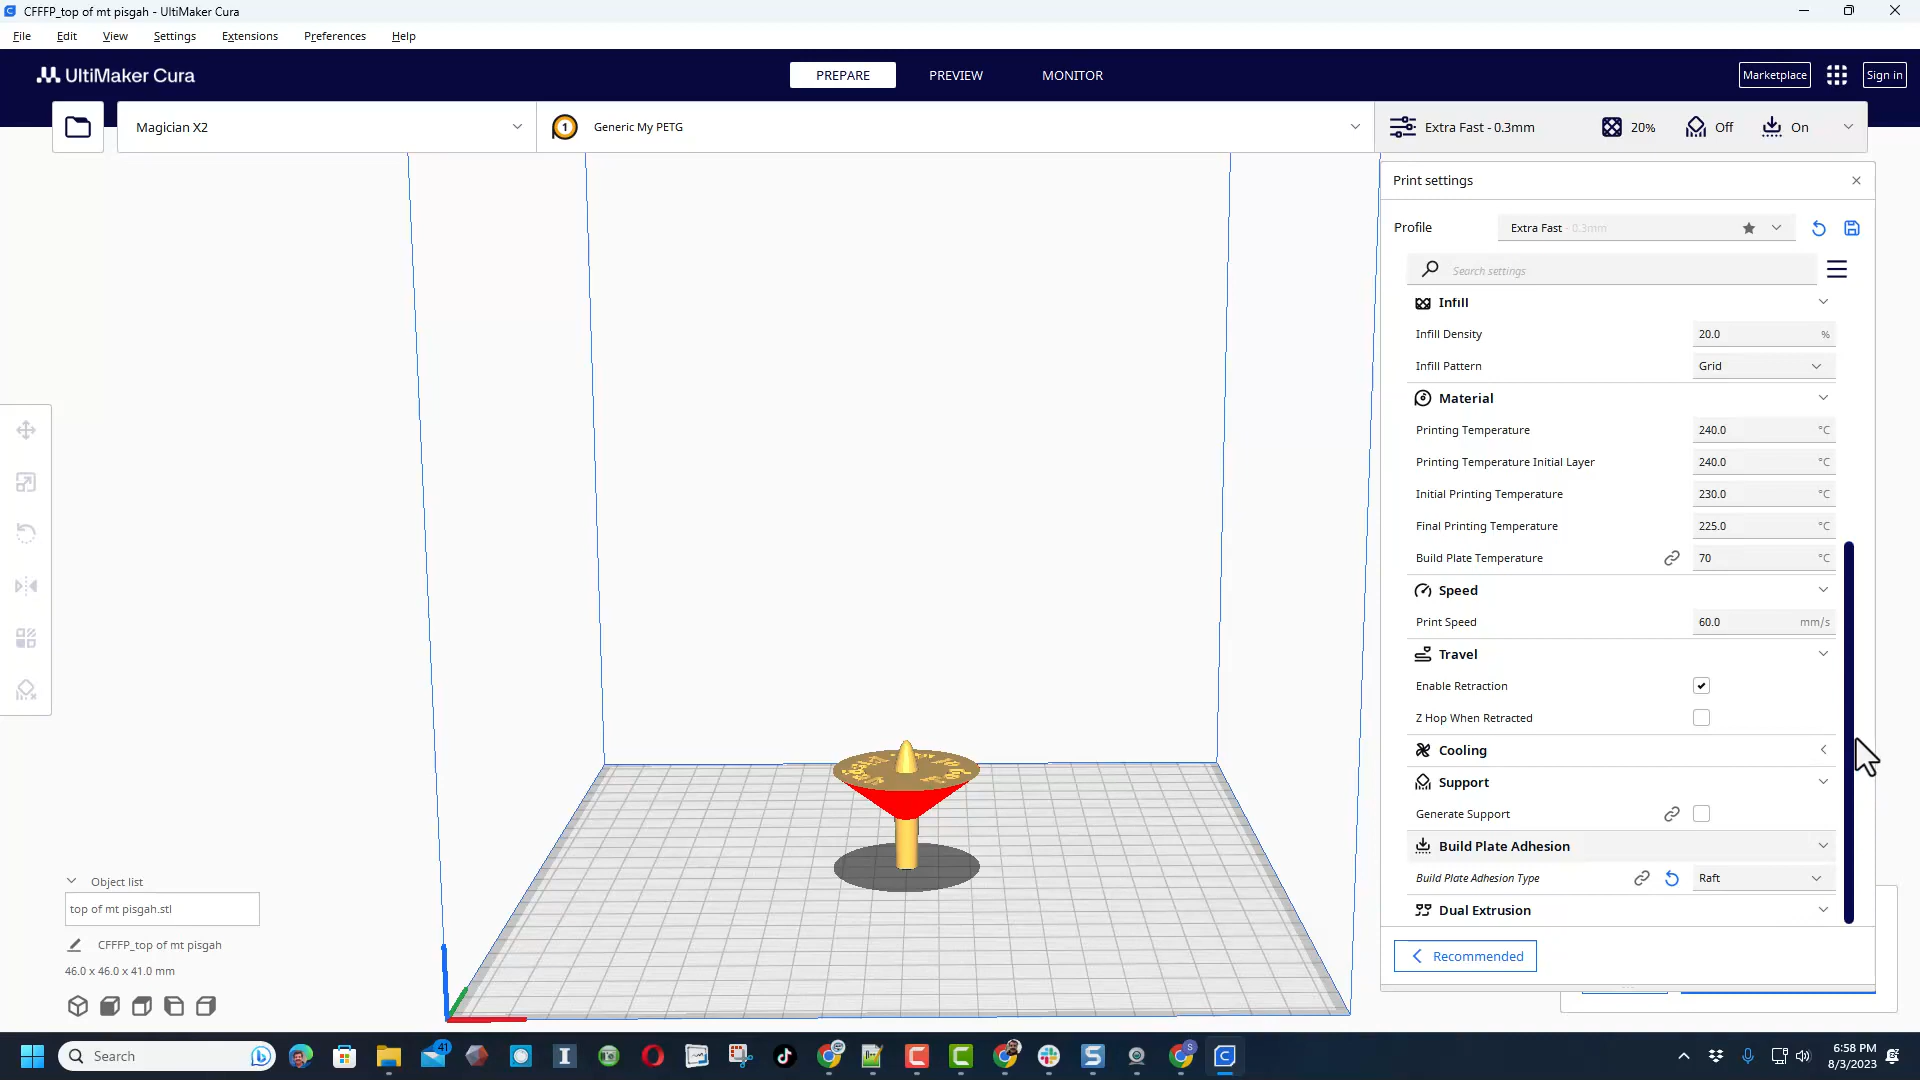 CFFFP_top of mt pisgah - UltiMaker Cura
File Edit View Settings Extensions Preferences Help
UltiMaker Cura
PREPARE PREVIEW MONITOR
Marketplace
Sign in
Magician X2
1
Generic My PETG
Extra Fast - 0.3mm
20%
Off
On
Print settings
Profile
Extra Fast - 0.3mm
Search settings
Infill
Infill Density 20.0 %
Infill Pattern Grid
Material
Printing Temperature 240.0 °C
Printing Temperature Initial Layer 240.0 °C
Initial Printing Temperature 230.0 °C
Final Printing Temperature 225.0 °C
Build Plate Temperature 70 °C
Speed
Print Speed 60.0 mm/s
Travel
Enable Retraction
Z Hop When Retracted
Cooling
Support
Generate Support
Build Plate Adhesion
Build Plate Adhesion Type Raft
Dual Extrusion
Recommended
Object list
top of mt pisgah.stl
CFFFP_top of mt pisgah
46.0 x 46.0 x 41.0 mm
Search
41
6:58 PM
8/3/2023